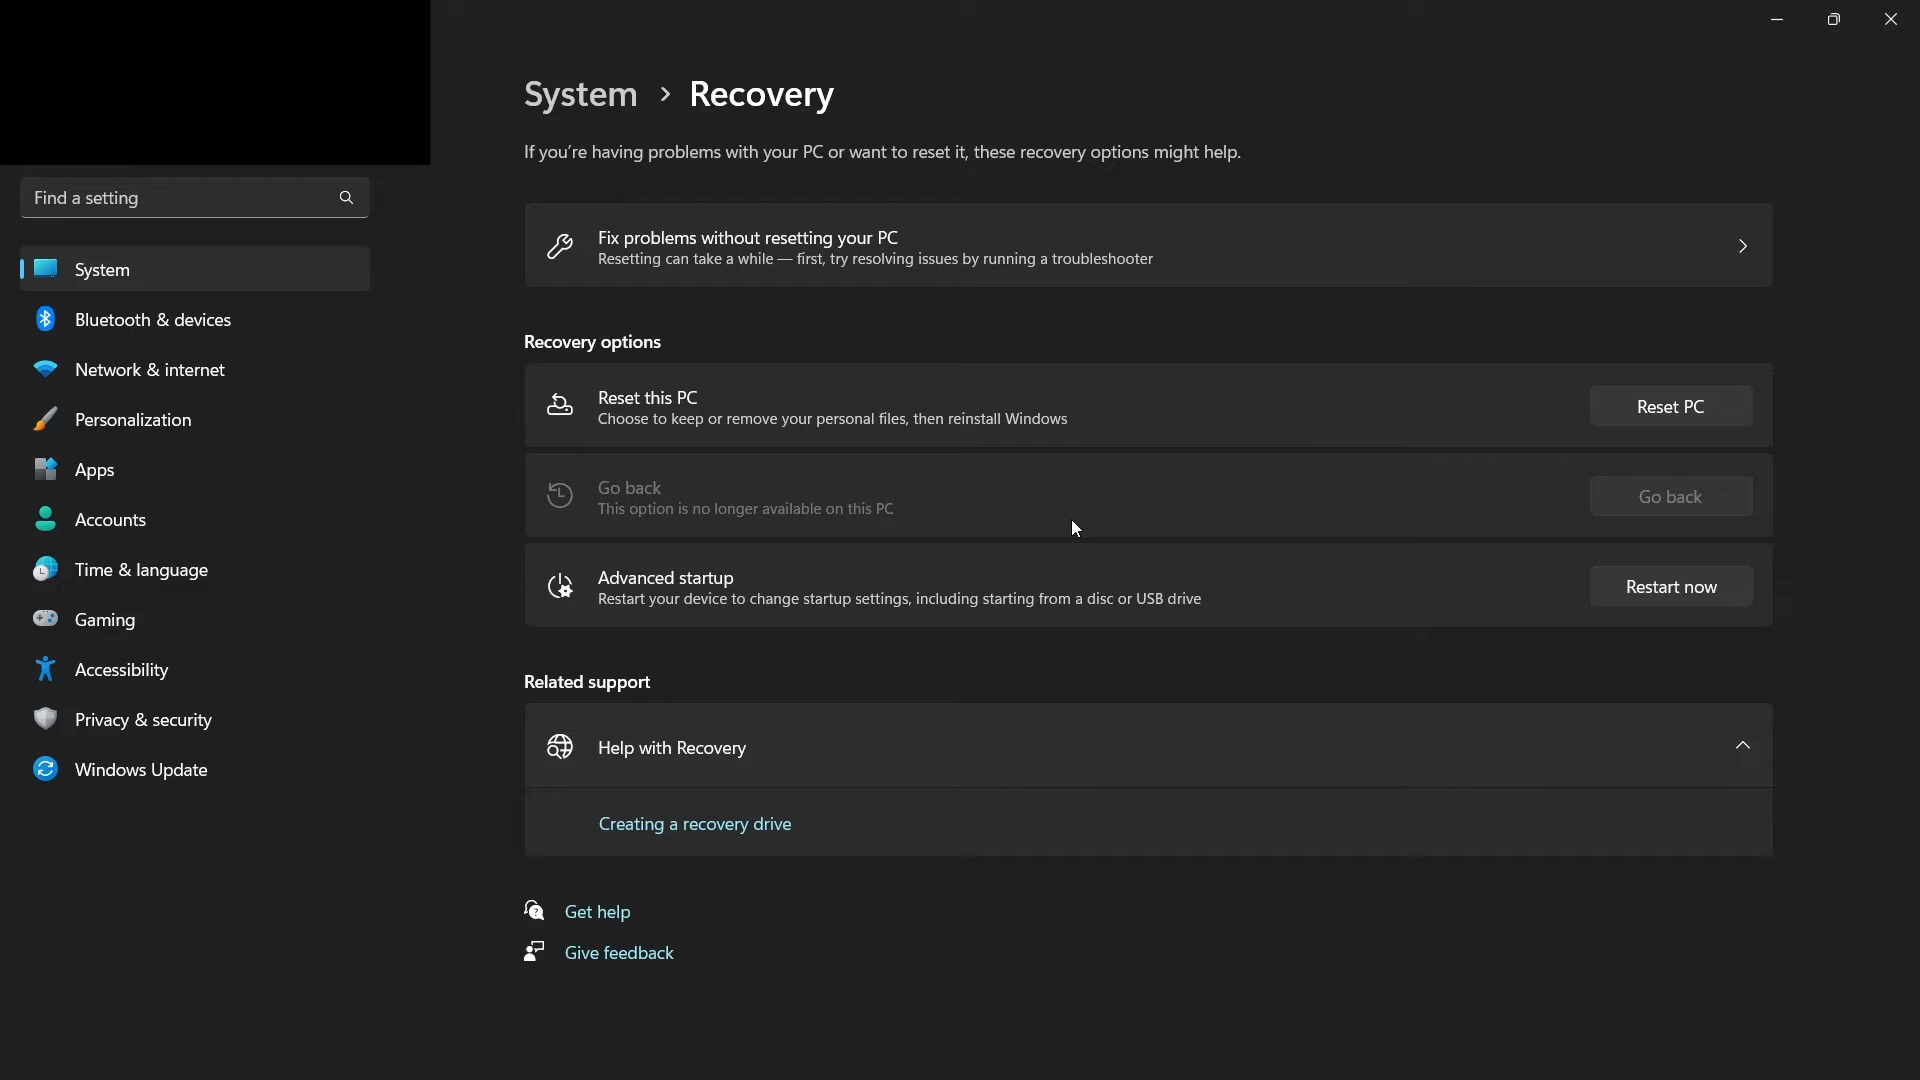 System > Recovery
If you're having problems with your PC or want to reset it, these recovery options might help.
Find a setting
System
Bluetooth & devices
Network & internet
Personalization
Apps
Accounts
Time & language
Gaming
Accessibility
Privacy & security
Windows Update
Fix problems without resetting your PC
Resetting can take a while — first, try resolving issues by running a troubleshooter
Recovery options
Reset this PC
Choose to keep or remove your personal files, then reinstall Windows
Reset PC
Go back
This option is no longer available on this PC
Go back
Advanced startup
Restart your device to change startup settings, including starting from a disc or USB drive
Restart now
Related support
Help with Recovery
Creating a recovery drive
Get help
Give feedback